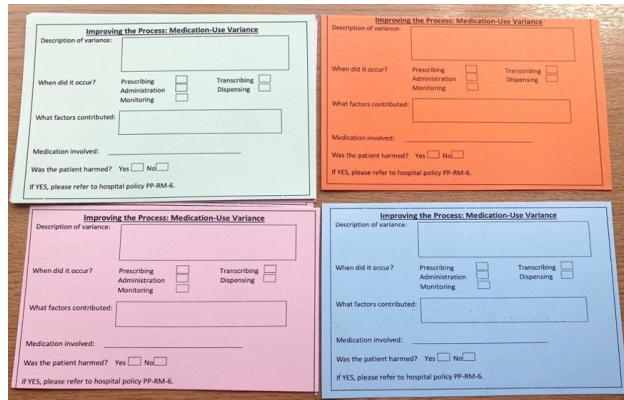 Improving the Process: Medication-Use Variance
Description of variance:
When did it occur? Prescribing Transcribing
Administration Dispensing
Monitoring
What factors contributed:
Medication involved:
Was the patient harmed? Yes No
If YES, please refer to hospital policy PP-RM-6.
Improving the Process: Medication-Use Variance
Description of variance:
When did it occur? Prescribing Transcribing
Administration Dispensing
Monitoring
What factors contributed:
Medication involved:
Was the patient harmed? Yes No
If YES, please refer to hospital policy PP-RM-6.
Improving the Process: Medication-Use Variance
Description of variance:
When did it occur? Prescribing Transcribing
Administration Dispensing
Monitoring
What factors contributed:
Medication involved:
Was the patient harmed? Yes No
If YES, please refer to hospital policy PP-RM-6.
Improving the Process: Medication-Use Variance
Description of variance:
When did it occur? Prescribing Transcribing
Administration Dispensing
Monitoring
What factors contributed:
Medication involved:
Was the patient harmed? Yes No
If YES, please refer to hospital policy PP-RM-6.